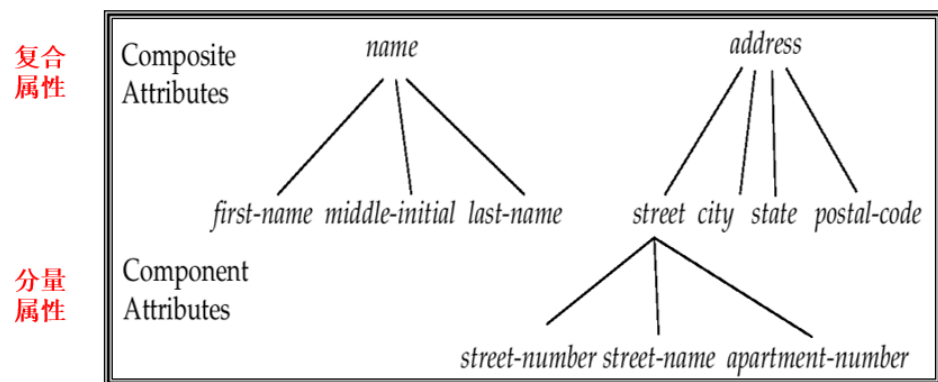 复合
属性
Composite
Attributes
name
address
first-name middle-initial last-name
street city state postal-code
分量
属性
Component
Attributes
street-number street-name apartment-number